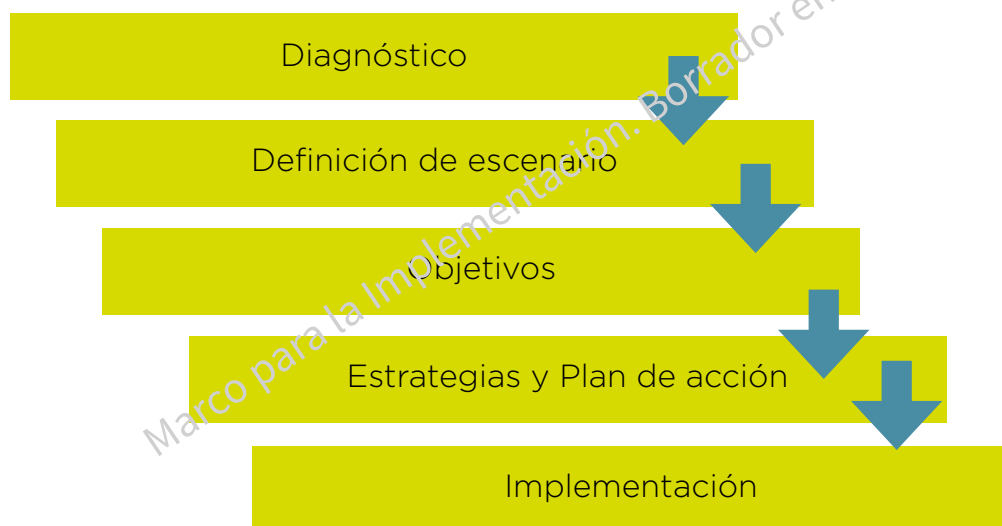 Diagnóstico
Definición de escenario
Objetivos
Estrategias y Plan de acción
Implementación
Marco para la Implementación. Borrador en